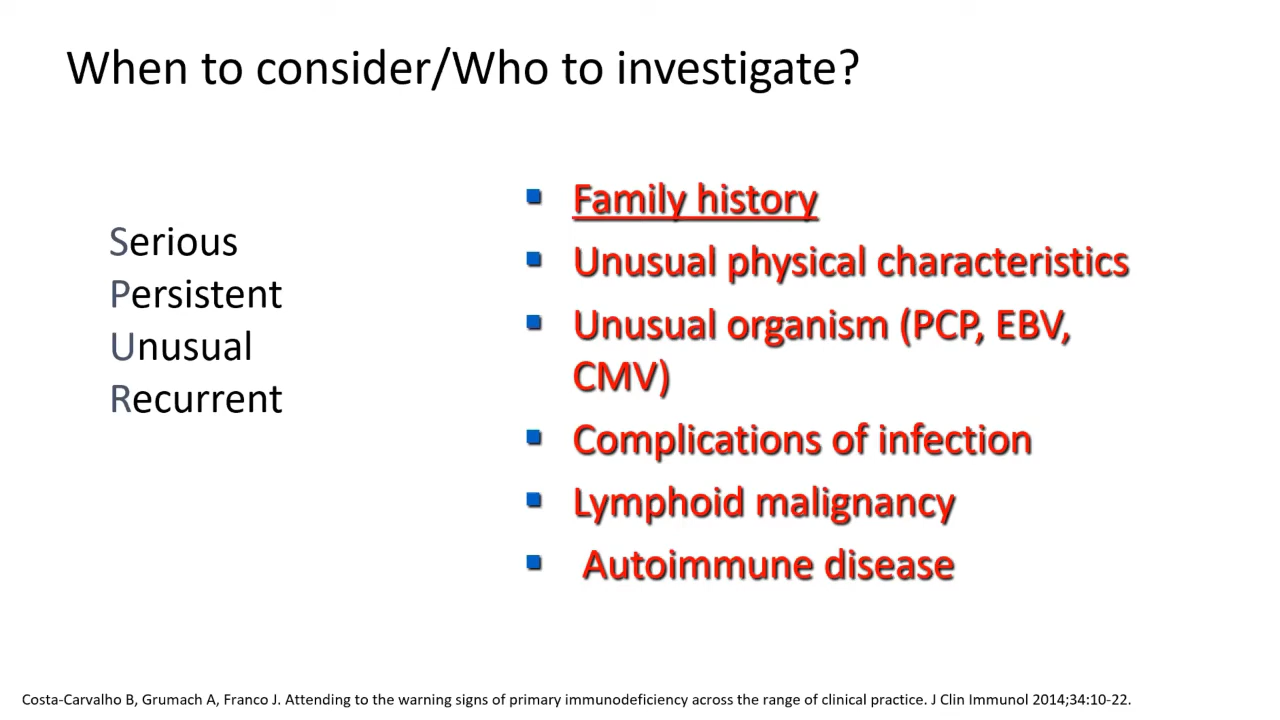 When to consider/Who to investigate?
Serious
Persistent
Unusual
Recurrent
Family history
Unusual physical characteristics
Unusual organism (PCP, EBV,
CMV)
Complications of infection
Lymphoid malignancy
Autoimmune disease
Costa-Carvalho B, Grumach A, Franco J. Attending to the warning signs of primary immunodeficiency across the range of clinical practice. J Clin Immunol 2014;34:10-22.